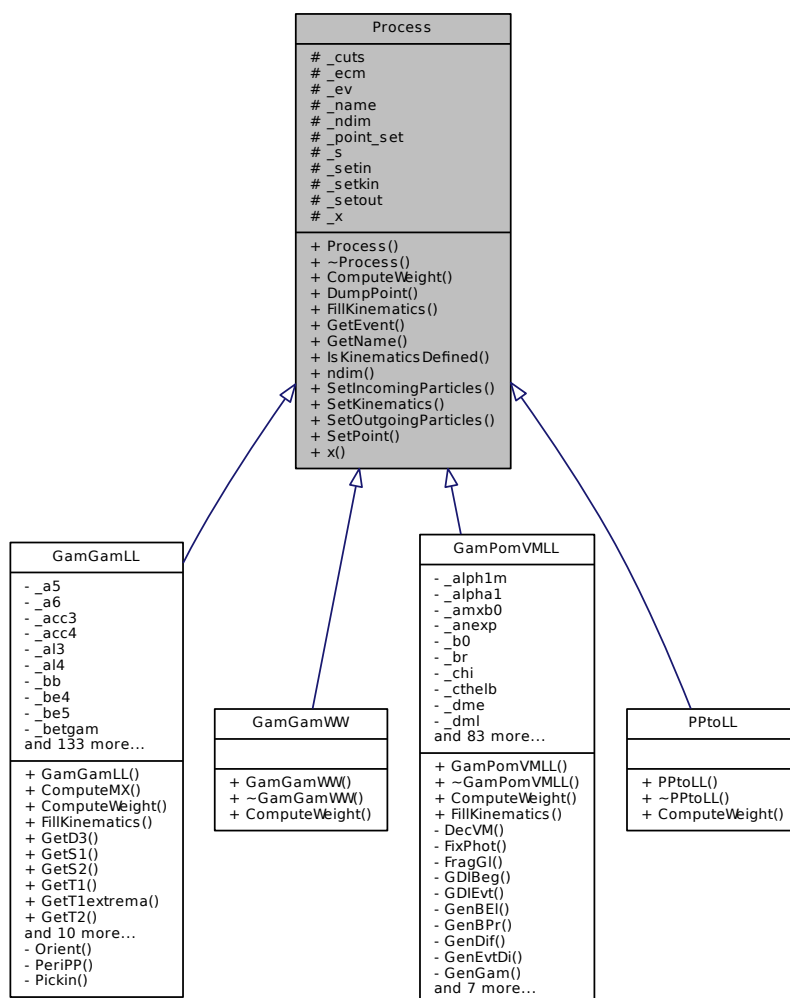 Process
# _cuts
# _ecm
# _ev
# _name
# _ndim
# _point_set
# _s
# _setin
# _setkin
# _setout
# _x
+ Process()
+ ~Process()
+ ComputeWeight()
+ DumpPoint()
+ FillKinematics()
+ GetEvent()
+ GetName()
+ IsKinematicsDefined()
+ ndim()
+ SetIncomingParticles()
+ SetKinematics()
+ SetOutgoingParticles()
+ SetPoint()
+ x()
GamGamLL
- _a5
- _a6
- _acc3
- _acc4
- _al3
- _al4
- _bb
- _be4
- _be5
- _betgam
and 133 more...
+ GamGamLL()
+ ComputeMX()
+ ComputeWeight()
+ FillKinematics()
+ GetD3()
+ GetS1()
+ GetS2()
+ GetT1()
+ GetT1extrema()
+ GetT2()
and 10 more...
- Orient()
- PeriPP()
- Pickin()
GamGamWW
+ GamGamWW()
+ ~GamGamWW()
+ ComputeWeight()
GamPomVMLL
- _alph1m
- _alpha1
- _amxb0
- _anexp
- _b0
- _br
- _chi
- _cthelb
- _dme
- _dml
and 83 more...
+ GamPomVMLL()
+ ~GamPomVMLL()
+ ComputeWeight()
+ FillKinematics()
- DecVM()
- FixPhot()
- FragGl()
- GDIBeg()
- GDIEvt()
- GenBEl()
- GenBPr()
- GenDif()
- GenEvtDi()
- GenGam()
and 7 more...
PPtoLL
+ PPtoLL()
+ ~PPtoLL()
+ ComputeWeight()